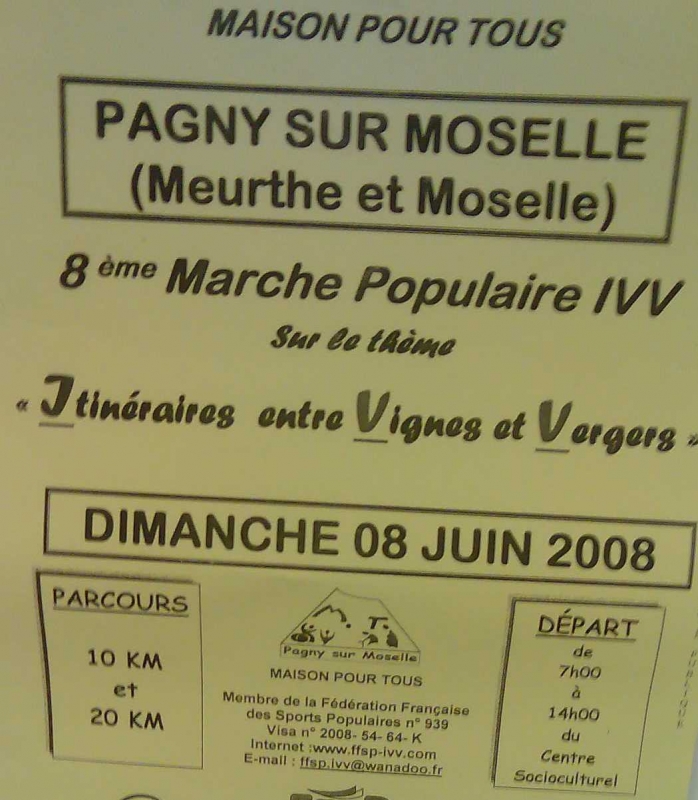 MAISON POUR TOUS
PAGNY SUR MOSELLE
(Meurthe et Moselle)
8 ème Marche Populaire IVV
Sur le thème
« Itinéraires entre Vignes et Vergers »
DIMANCHE 08 JUIN 2008
PARCOURS
10 KM
et
20 KM
M. T.
Pagny sur Moselle
MAISON POUR TOUS
Membre de la Fédération Française
des Sports Populaires n° 939
Visa n° 2008- 54- 64- K
Internet :www.ffsp-ivv.com
E-mail : ffsp.ivv@wanadoo.fr
DÉPART
de
7h00
à
14h00
du
Centre
Socioculturel